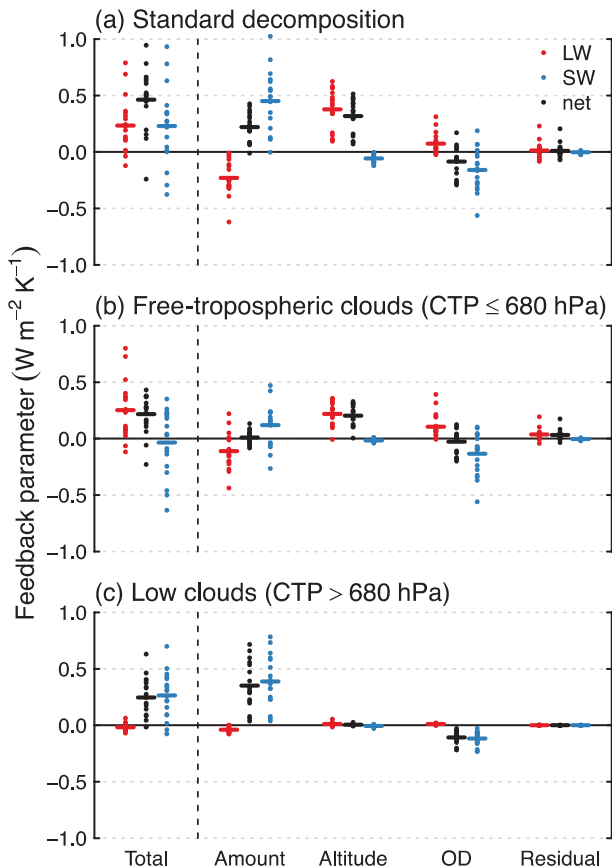 (a) Standard decomposition
1.0
0.5
0.0
−0.5
−1.0
LW
SW
net
(b) Free-tropospheric clouds (CTP ≤ 680 hPa)
1.0
0.5
0.0
−0.5
−1.0
(c) Low clouds (CTP > 680 hPa)
1.0
0.5
0.0
−0.5
−1.0
Feedback parameter (W m⁻² K⁻¹)
Total Amount Altitude OD Residual